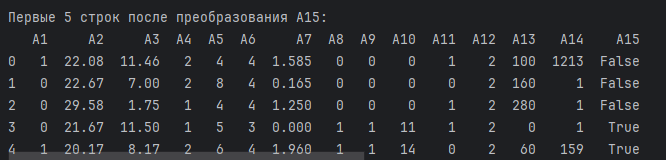 Первые 5 строк после преобразования A15:
A1 A2 A3 A4 A5 A6 A7 A8 A9 A10 A11 A12 A13 A14 A15
0 1 22.08 11.46 2 4 4 1.585 0 0 0 1 2 100 1213 False
1 0 22.67 7.00 2 8 4 0.165 0 0 0 0 2 160 1 False
2 0 29.58 1.75 1 4 4 1.250 0 0 0 1 2 280 1 False
3 0 21.67 11.50 1 5 3 0.000 1 1 11 1 2 0 1 True
4 1 20.17 8.17 2 6 4 1.960 1 1 14 0 2 60 159 True